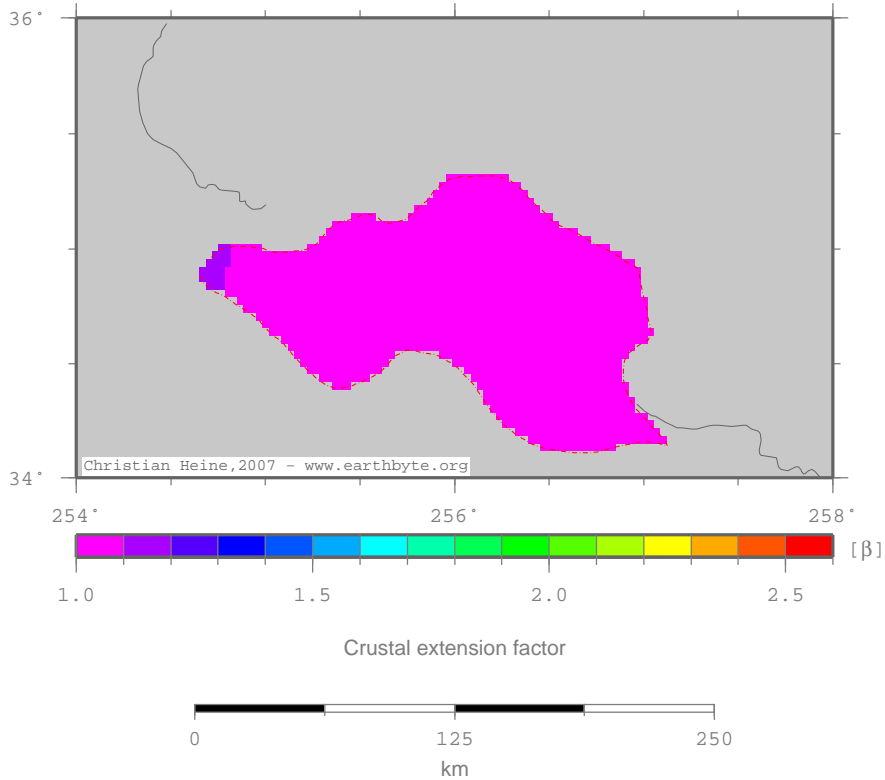 36°
34°
Christian Heine,2007 - www.earthbyte.org
254° 256° 258°
[β]
1.0 1.5 2.0 2.5
Crustal extension factor
0 125 250
km